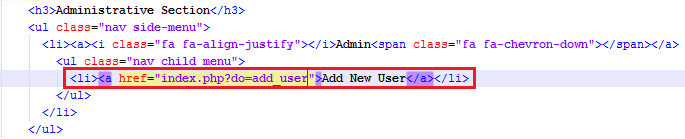 <h3>Administrative Section</h3>
<ul class="nav side-menu">
<li><a><i class="fa fa-align-justify"></i>Admin<span class="fa fa-chevron-down"></span></a>
<ul class="nav child menu">
<li><a href="index.php?do=add_user">Add New User</a></li>
</ul>
</li>
</ul>